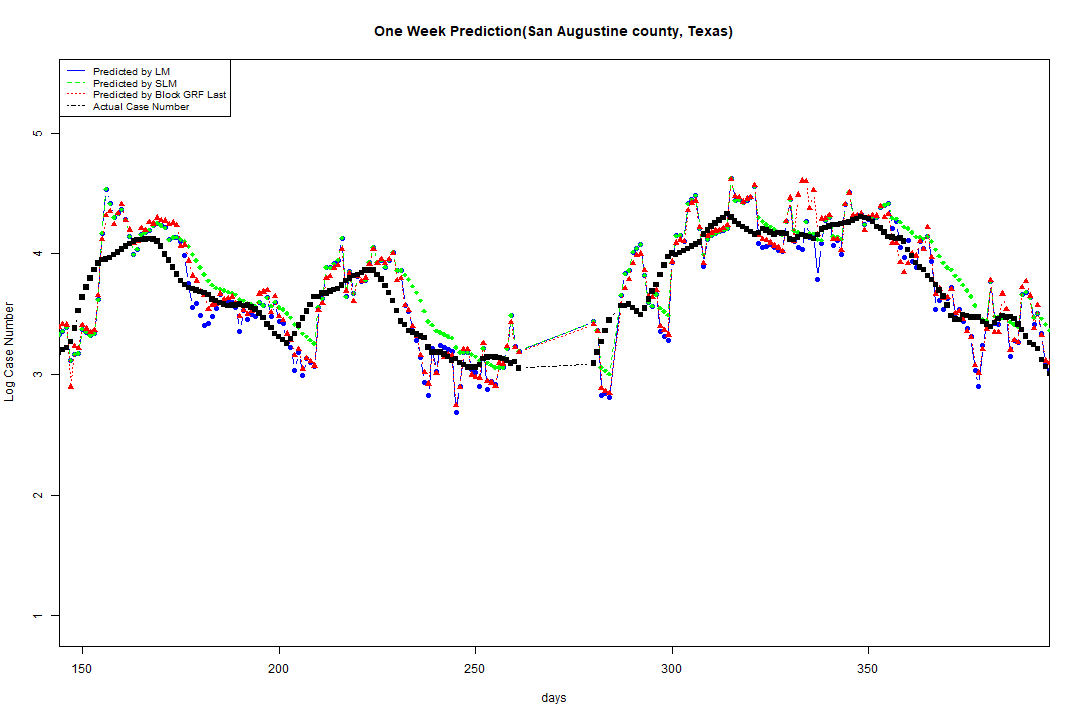 One Week Prediction(San Augustine county, Texas)
Predicted by LM
Predicted by SLM
Predicted by Block GRF Last
Actual Case Number
5
4
3
2
1
Log Case Number
150
200
250
300
350
days